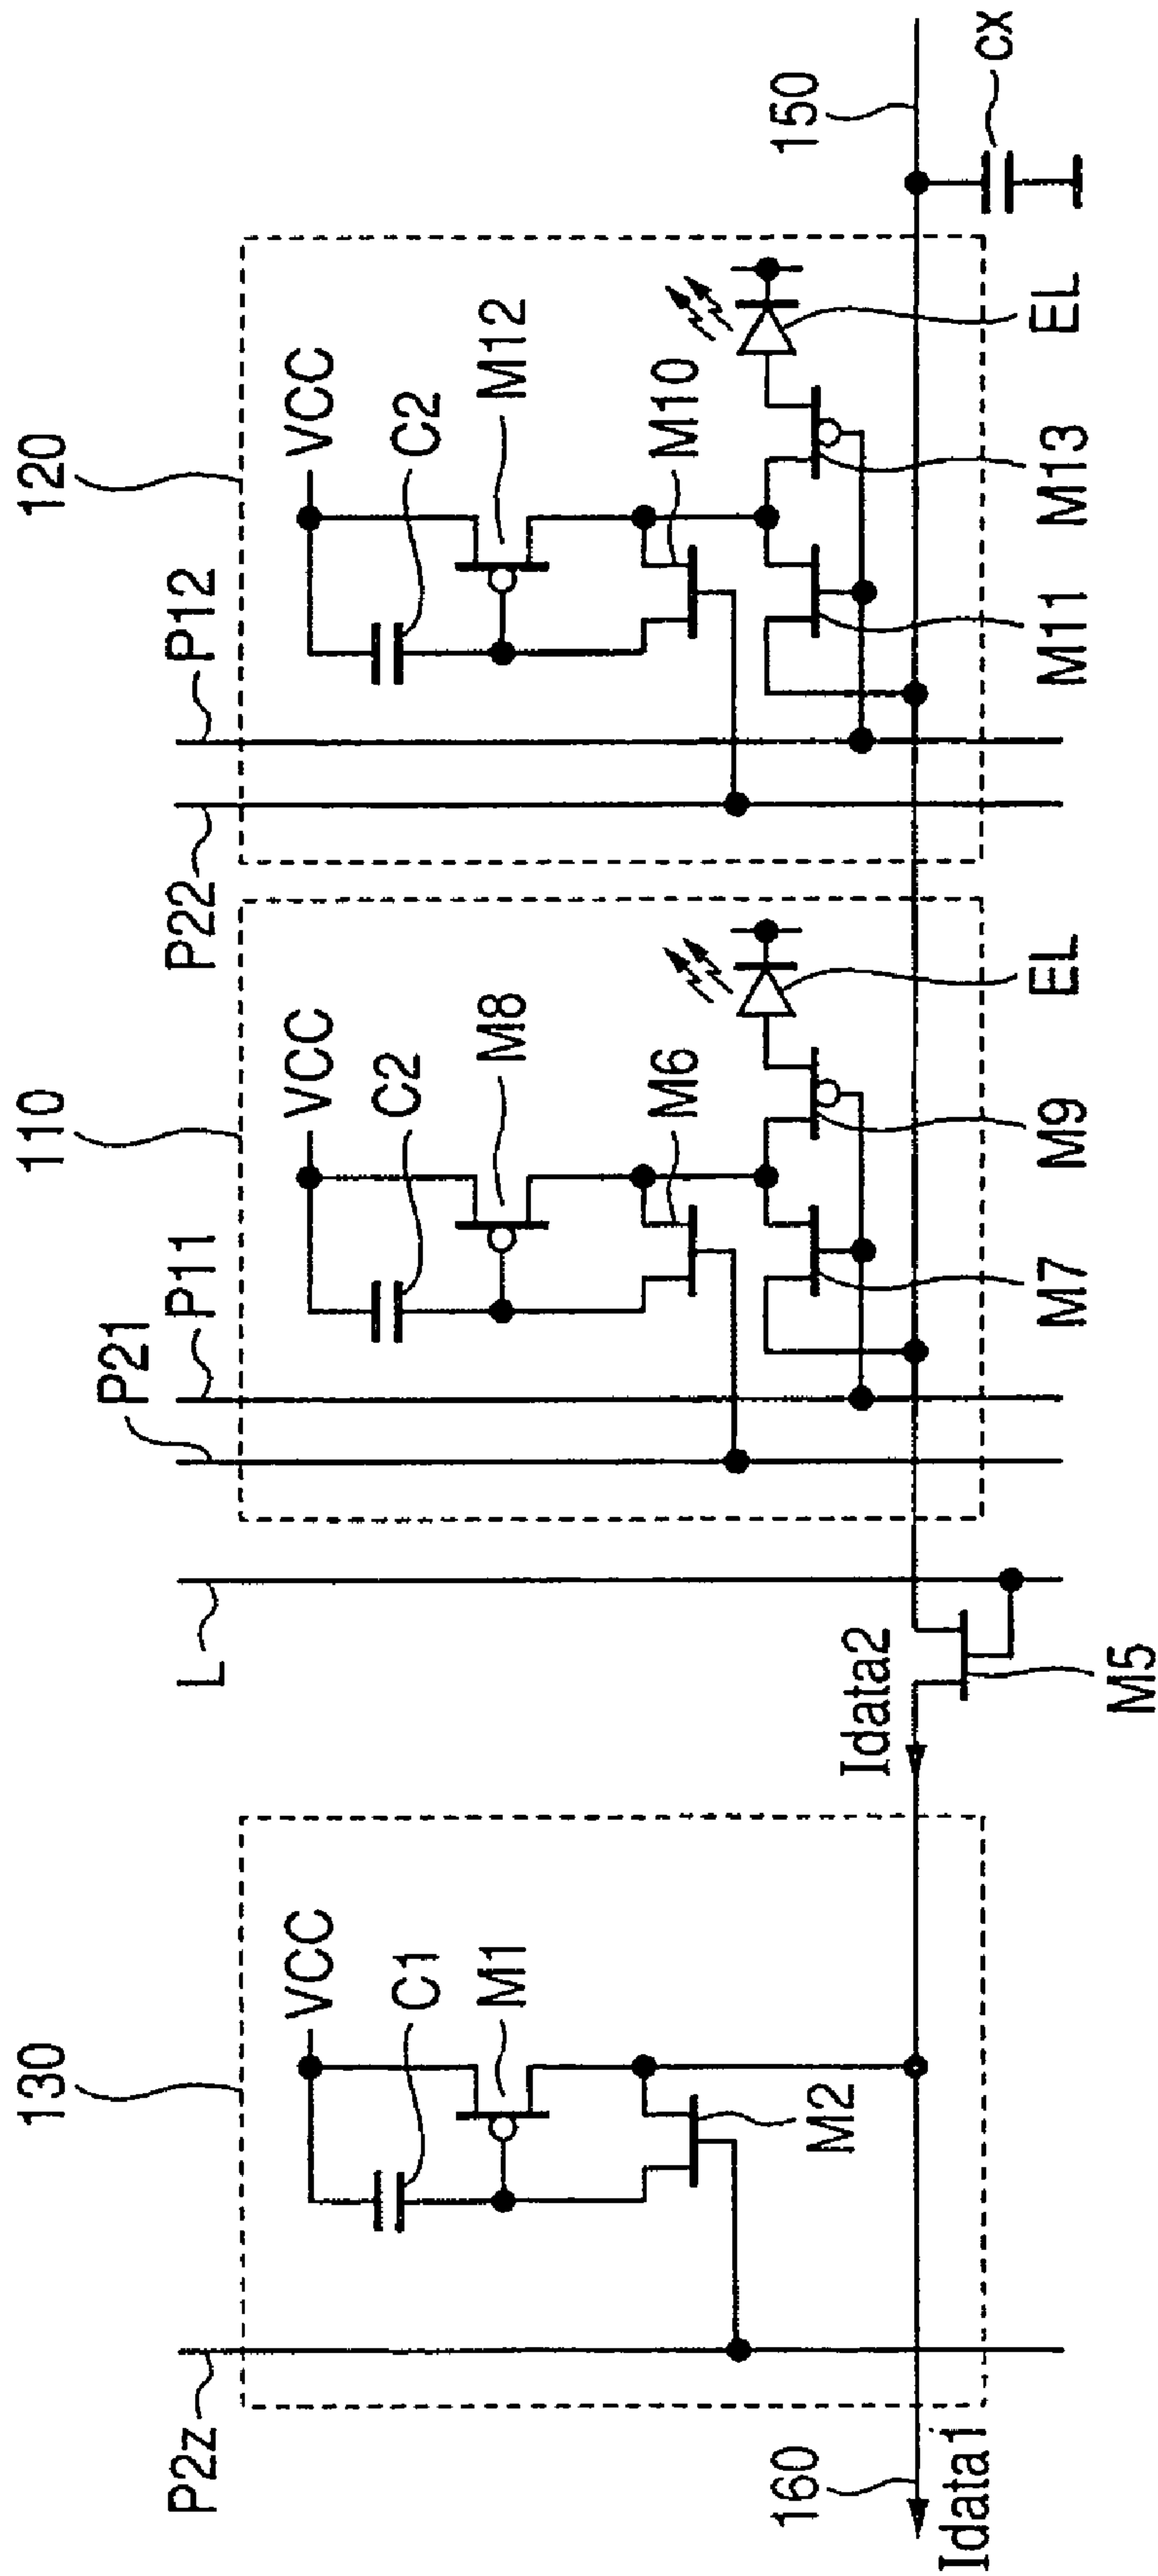 130
110
120
P2z
VCC
C1
M1
M2
160
Idata1
Idata2
L
M5
P21
P11
VCC
C2
M8
M6
M7
M9
EL
P22
P12
VCC
C2
M12
M10
M11
M13
EL
150
cx